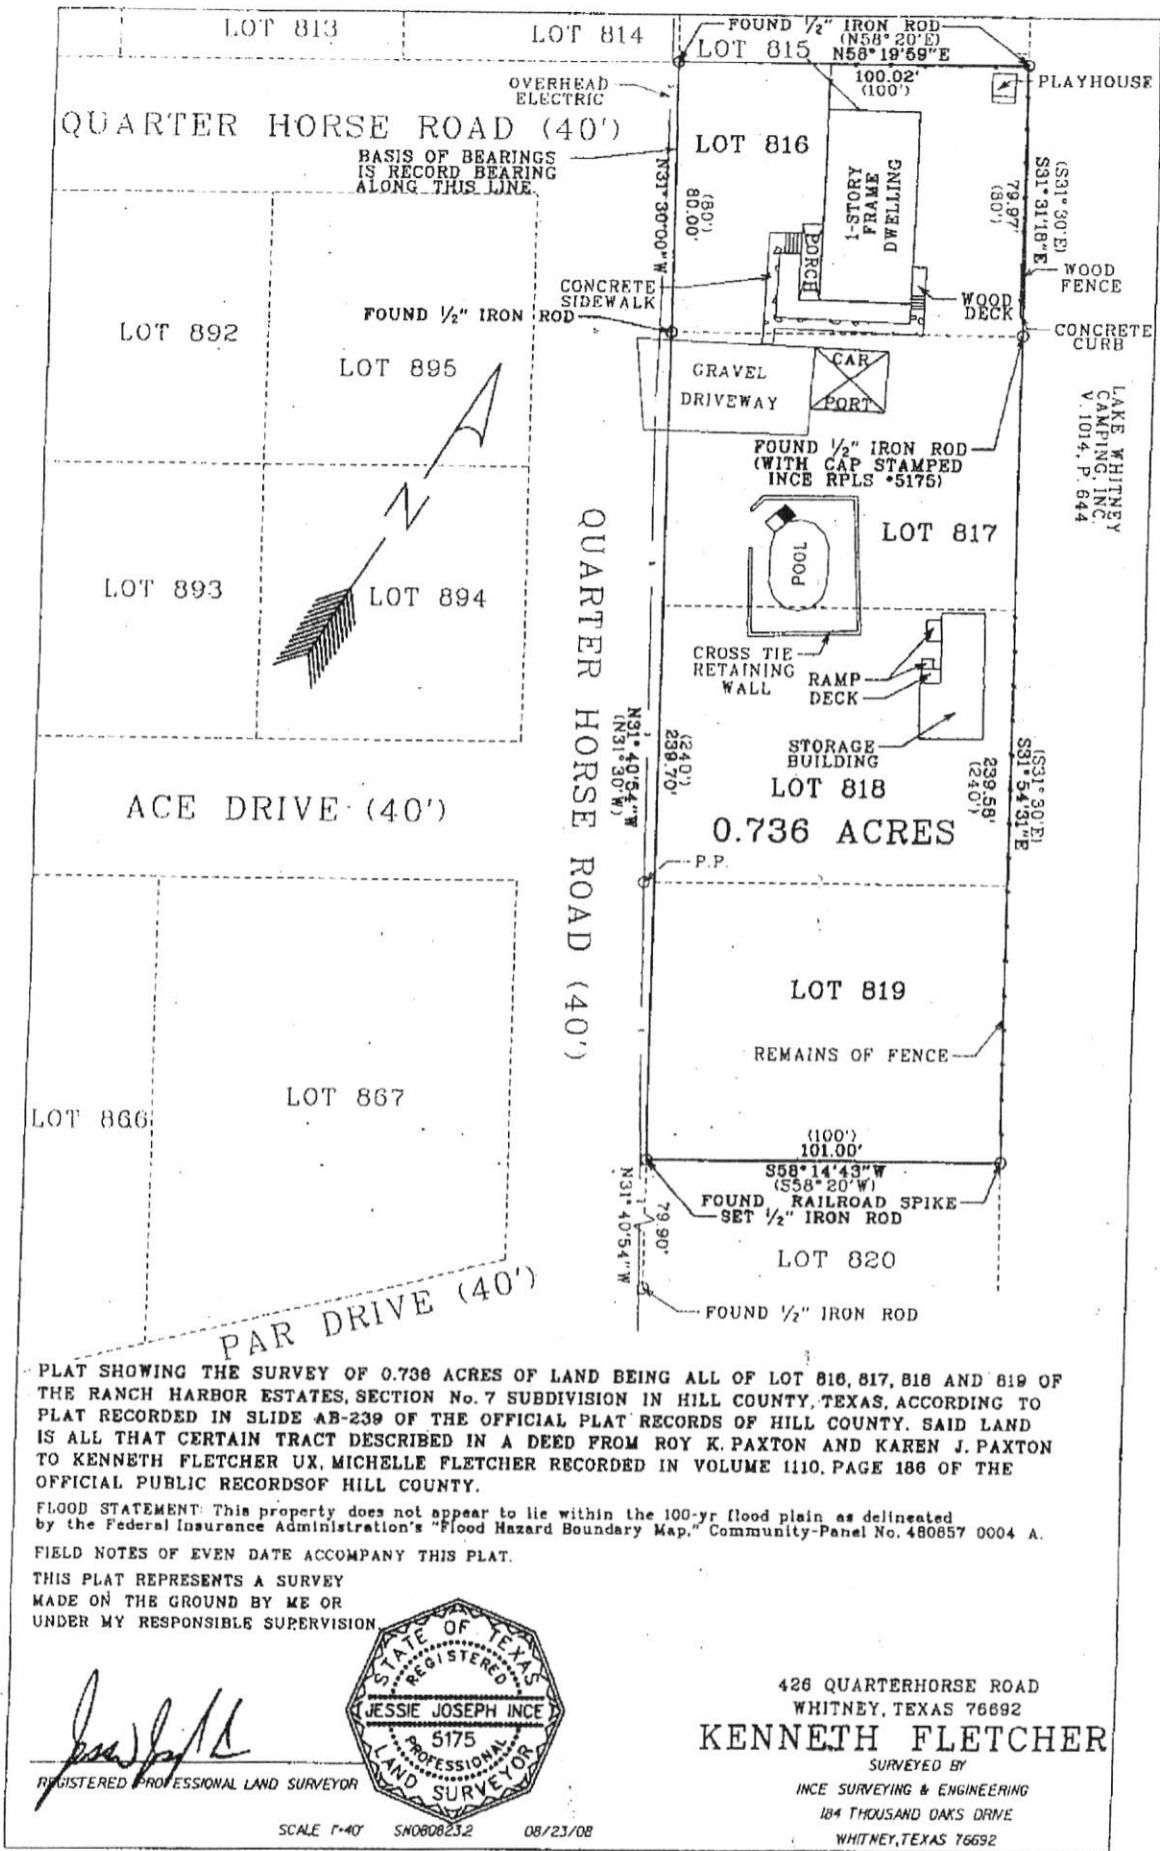 LOT 813
LOT 814
FOUND 1/2" IRON ROD
(N58°20'E)
LOT 815
N58°19'59"E
100.02'
(100')
PLAYHOUSE
OVERHEAD
ELECTRIC
QUARTER HORSE ROAD (40')
BASIS OF BEARINGS
IS RECORD BEARING
ALONG THIS LINE.
LOT 816
N31°30'00"W
(80')
80.00'
1-STORY
FRAME
DWELLING
PORCH
79.97'
(80')
(S31°30'E)
S31°31'18"E
WOOD
FENCE
CONCRETE
SIDEWALK
WOOD
DECK
FOUND 1/2" IRON ROD
CONCRETE
CURB
LOT 892
LOT 895
GRAVEL
DRIVEWAY
CAR
PORT
LAKE WHITNEY
CAMPING, INC.
V. 1014, P. 644
FOUND 1/2" IRON ROD
(WITH CAP STAMPED
INCE RPLS •5175)
N
LOT 817
POOL
LOT 893
LOT 894
QUARTER HORSE ROAD (40')
CROSS TIE
RETAINING
WALL
RAMP
DECK
STORAGE
BUILDING
N31°40'54"W
(N31°30'W)
(240')
239.70'
239.58'
(240')
(S31°30'E)
S31°54'31"E
LOT 818
0.736 ACRES
ACE DRIVE (40')
P.P.
LOT 819
REMAINS OF FENCE
LOT 866
LOT 867
(100')
101.00'
S58°14'43"W
(S58°20'W)
FOUND RAILROAD SPIKE
SET 1/2" IRON ROD
N31°40'54"W
79.90'
LOT 820
FOUND 1/2" IRON ROD
PAR DRIVE (40')
PLAT SHOWING THE SURVEY OF 0.736 ACRES OF LAND BEING ALL OF LOT 816, 817, 818 AND 819 OF
THE RANCH HARBOR ESTATES, SECTION No. 7 SUBDIVISION IN HILL COUNTY, TEXAS, ACCORDING TO
PLAT RECORDED IN SLIDE AB-239 OF THE OFFICIAL PLAT RECORDS OF HILL COUNTY. SAID LAND
IS ALL THAT CERTAIN TRACT DESCRIBED IN A DEED FROM ROY K. PAXTON AND KAREN J. PAXTON
TO KENNETH FLETCHER UX, MICHELLE FLETCHER RECORDED IN VOLUME 1110, PAGE 186 OF THE
OFFICIAL PUBLIC RECORDSOF HILL COUNTY.
FLOOD STATEMENT: This property does not appear to lie within the 100-yr flood plain as delineated
by the Federal Insurance Administration's "Flood Hazard Boundary Map," Community-Panel No. 480857 0004 A.
FIELD NOTES OF EVEN DATE ACCOMPANY THIS PLAT.
THIS PLAT REPRESENTS A SURVEY
MADE ON THE GROUND BY ME OR
UNDER MY RESPONSIBLE SUPERVISION.
STATE OF TEXAS
REGISTERED
JESSIE JOSEPH INCE
5175
PROFESSIONAL
LAND SURVEYOR
REGISTERED PROFESSIONAL LAND SURVEYOR
SCALE 1"=40' SN080823.2 08/23/08
426 QUARTERHORSE ROAD
WHITNEY, TEXAS 76692
KENNETH FLETCHER
SURVEYED BY
INCE SURVEYING & ENGINEERING
184 THOUSAND OAKS DRIVE
WHITNEY, TEXAS 76692